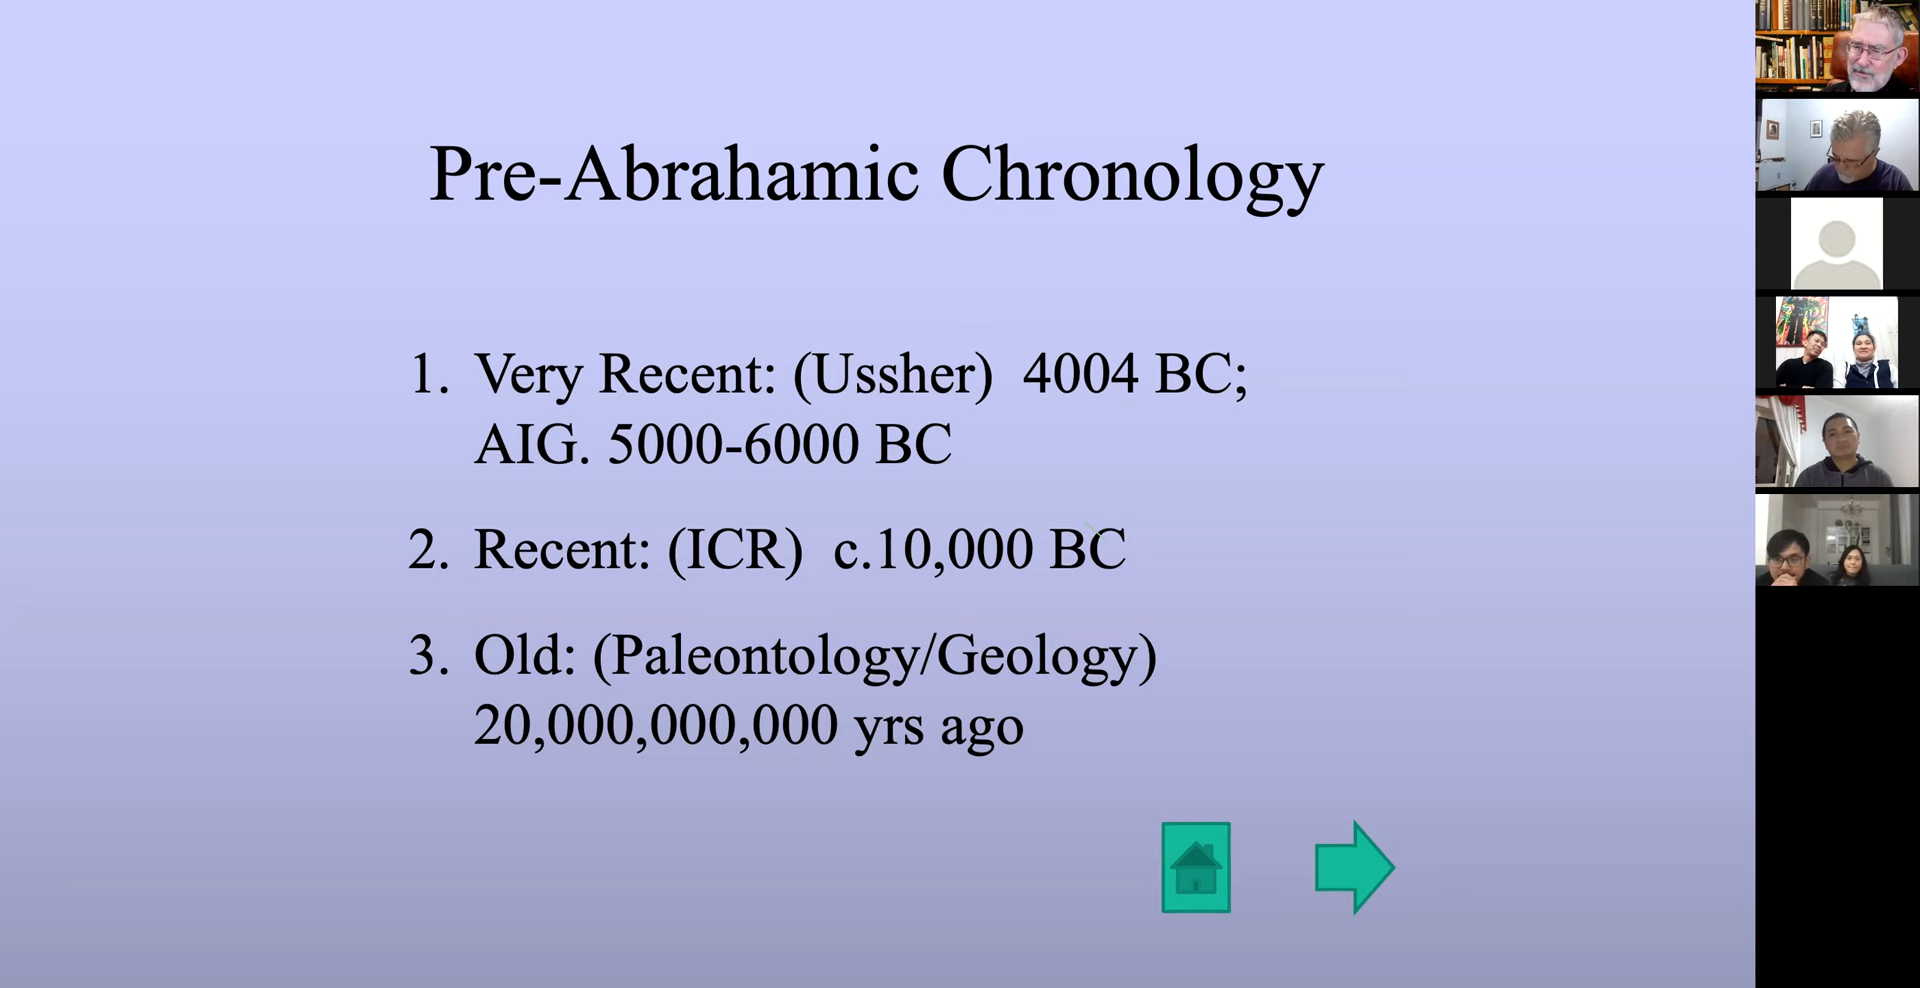 Pre-Abrahamic Chronology
1. Very Recent: (Ussher) 4004 BC;
AIG. 5000-6000 BC
2. Recent: (ICR) c.10,000 BC
3. Old: (Paleontology/Geology)
20,000,000,000 yrs ago